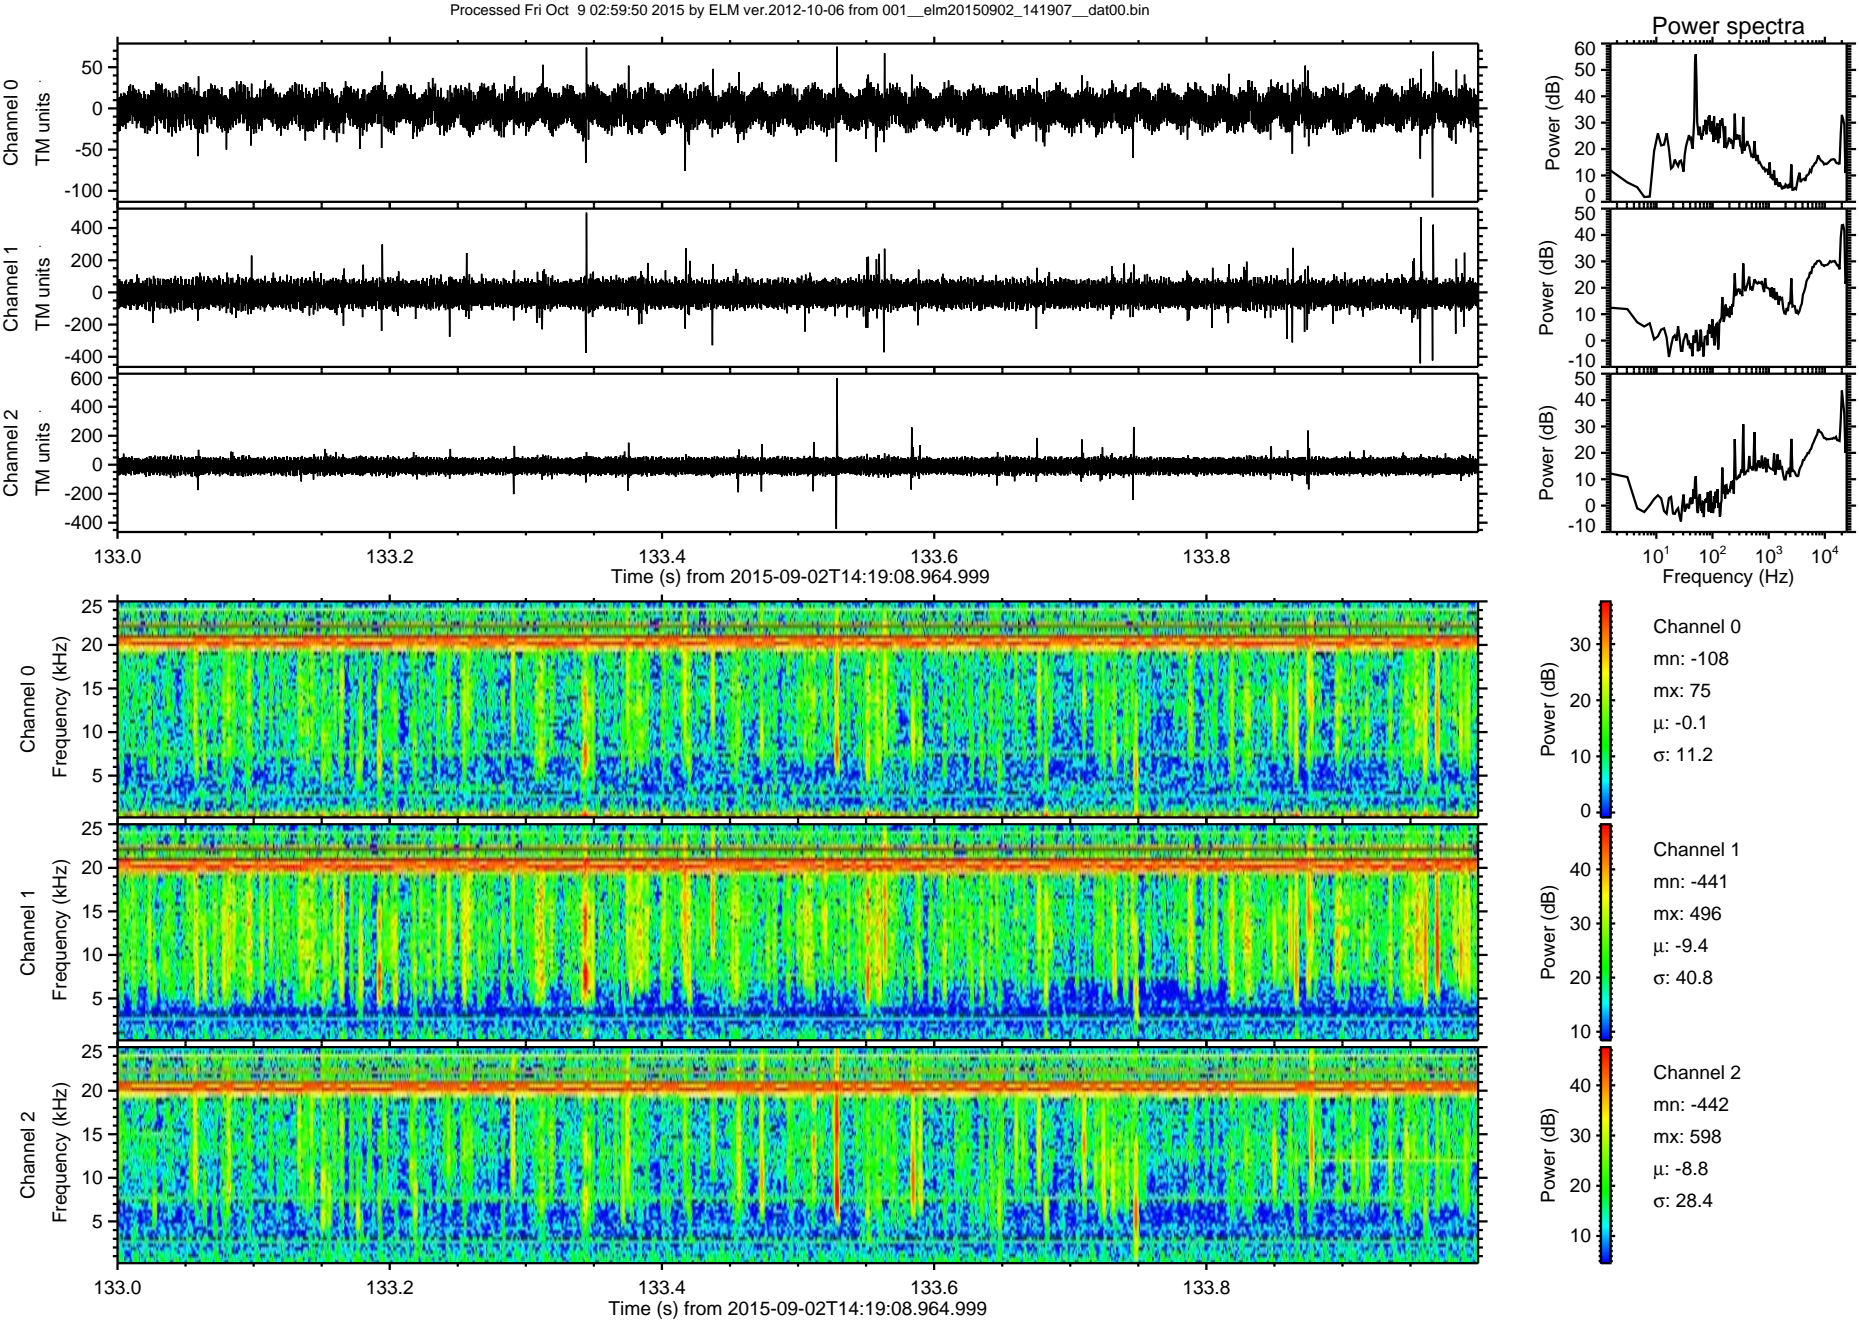 Processed Fri Oct  9 02:59:50 2015 by ELM ver.2012-10-06 from 001__elm20150902_141907__dat00.bin
Power spectra
Channel 0
TM units
50
0
-50
-100
Power (dB)
60
50
40
30
20
10
0
Channel 1
TM units
400
200
0
-200
-400
Power (dB)
50
40
30
20
10
0
-10
Channel 2
TM units
600
400
200
0
-200
-400
Power (dB)
50
40
30
20
10
0
-10
133.0 133.2 133.4 133.6 133.8
Time (s) from 2015-09-02T14:19:08.964.999
10¹ 10² 10³ 10⁴
Frequency (Hz)
Channel 0
Frequency (kHz)
25
20
15
10
5
Power (dB)
30
20
10
0
Channel 0
mn: -108
mx: 75
μ: -0.1
σ: 11.2
Channel 1
Frequency (kHz)
25
20
15
10
5
Power (dB)
40
30
20
10
Channel 1
mn: -441
mx: 496
μ: -9.4
σ: 40.8
Channel 2
Frequency (kHz)
25
20
15
10
5
Power (dB)
40
30
20
10
Channel 2
mn: -442
mx: 598
μ: -8.8
σ: 28.4
133.0 133.2 133.4 133.6 133.8
Time (s) from 2015-09-02T14:19:08.964.999